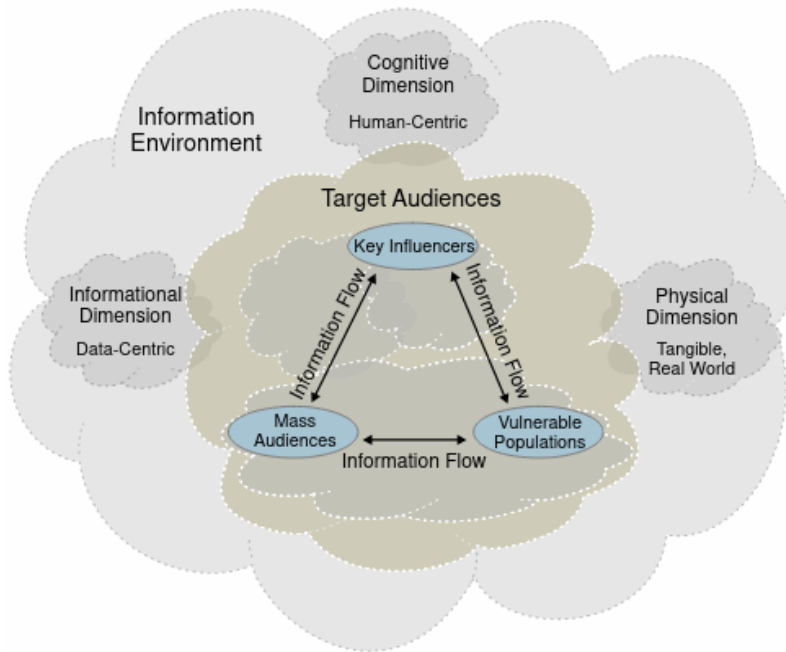 Cognitive
Dimension
Human-Centric
Information
Environment
Target Audiences
Key Influencers
Informational
Dimension
Data-Centric
Information Flow
Information Flow
Physical
Dimension
Tangible,
Real World
Mass
Audiences
Vulnerable
Populations
Information Flow